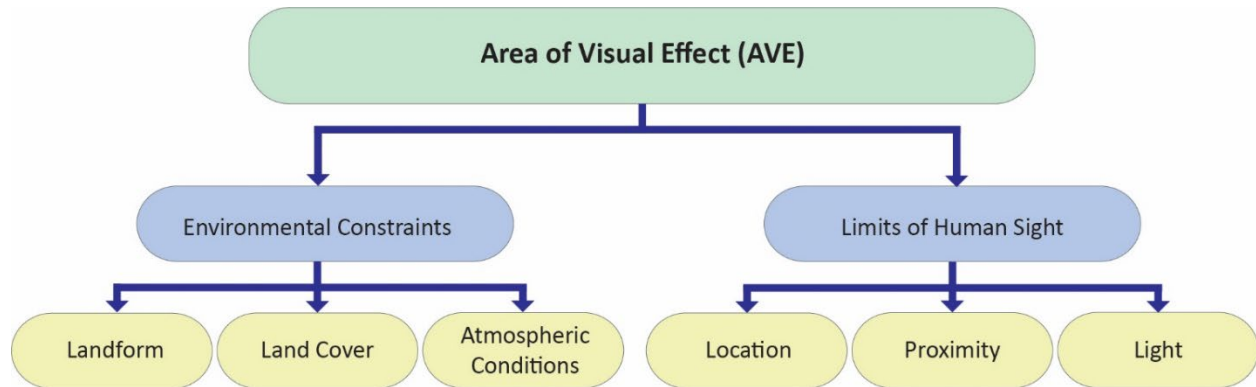 Area of Visual Effect (AVE)
Environmental Constraints
Limits of Human Sight
Landform
Land Cover
Atmospheric
Conditions
Location
Proximity
Light